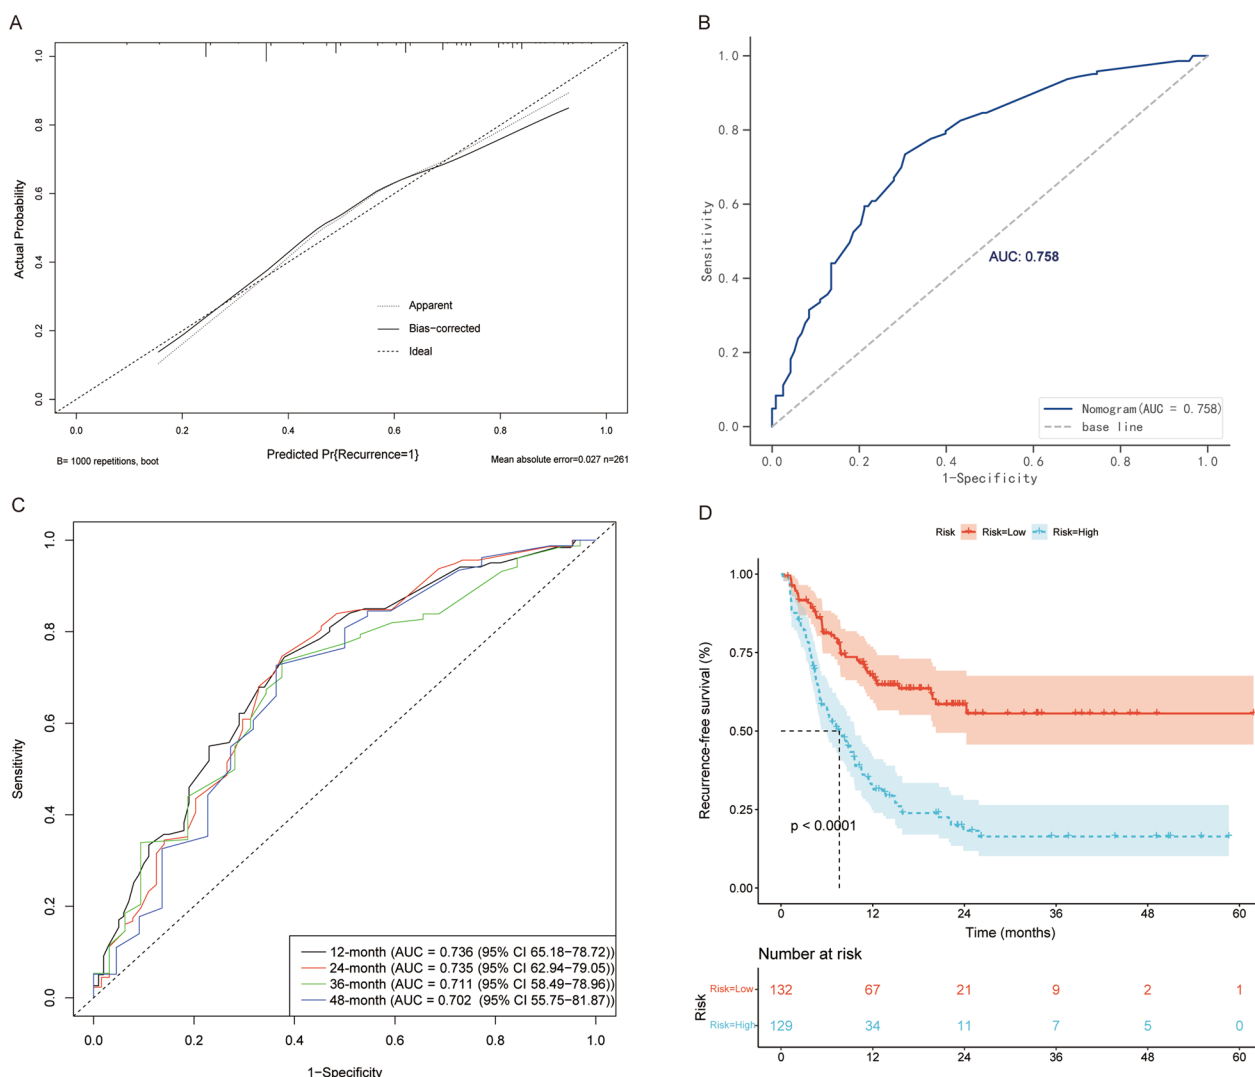 A
1.0
0.8
0.6
0.4
0.2
0.0
Actual Probability
Apparent
Bias-corrected
Ideal
0.0 0.2 0.4 0.6 0.8 1.0
Predicted Pr{Recurrence=1}
B= 1000 repetitions, boot
Mean absolute error=0.027 n=261
B
1.0
0.8
0.6
0.4
0.2
0.0
Sensitivity
AUC: 0.758
Nomogram(AUC = 0.758)
base line
0.0 0.2 0.4 0.6 0.8 1.0
1-Specificity
C
1.0
0.8
0.6
0.4
0.2
0.0
Sensitivity
12-month (AUC = 0.736 (95% CI 65.18-78.72))
24-month (AUC = 0.735 (95% CI 62.94-79.05))
36-month (AUC = 0.711 (95% CI 58.49-78.96))
48-month (AUC = 0.702 (95% CI 55.75-81.87))
0.0 0.2 0.4 0.6 0.8 1.0
1-Specificity
D
Risk Risk=Low Risk=High
1.00
0.75
0.50
0.25
0.00
Recurrence-free survival (%)
p < 0.0001
0 12 24 36 48 60
Time (months)
Number at risk
Risk
Risk=Low 132 67 21 9 2 1
Risk=High 129 34 11 7 5 0
0 12 24 36 48 60